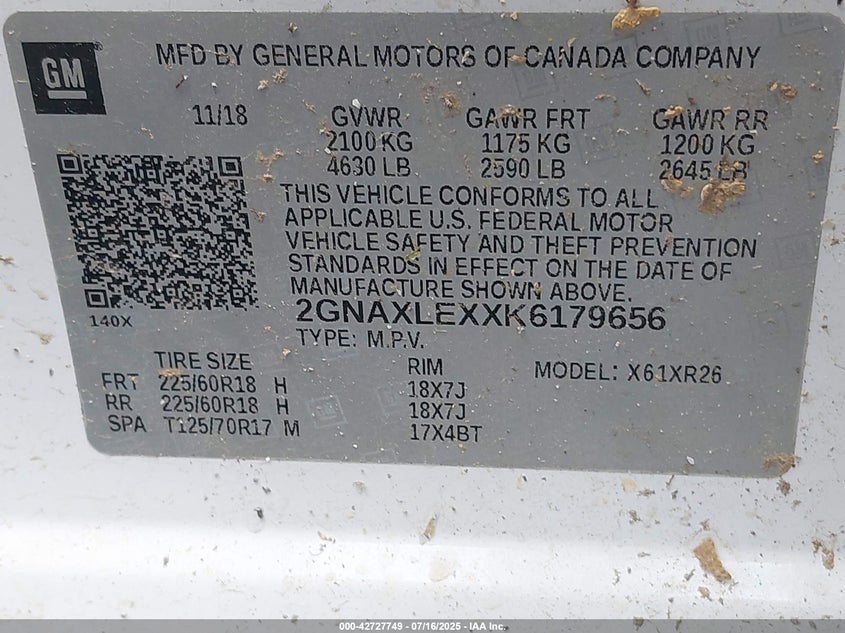 GM
MFD BY GENERAL MOTORS OF CANADA COMPANY
11/18 GVWR GAWR FRT GAWR RR
2100 KG 1175 KG 1200 KG
4630 LB 2590 LB 2645 LB
THIS VEHICLE CONFORMS TO ALL
APPLICABLE U.S. FEDERAL MOTOR
VEHICLE SAFETY AND THEFT PREVENTION
STANDARDS IN EFFECT ON THE DATE OF
MANUFACTURE SHOWN ABOVE.
140X
2GNAXLEXXK6179656
TYPE: M.P.V.
TIRE SIZE RIM MODEL: X61XR26
FRT 225/60R18 H 18X7J
RR 225/60R18 H 18X7J
SPA T125/70R17 M 17X4BT
000-42727749 - 07/16/2025 - IAA Inc.